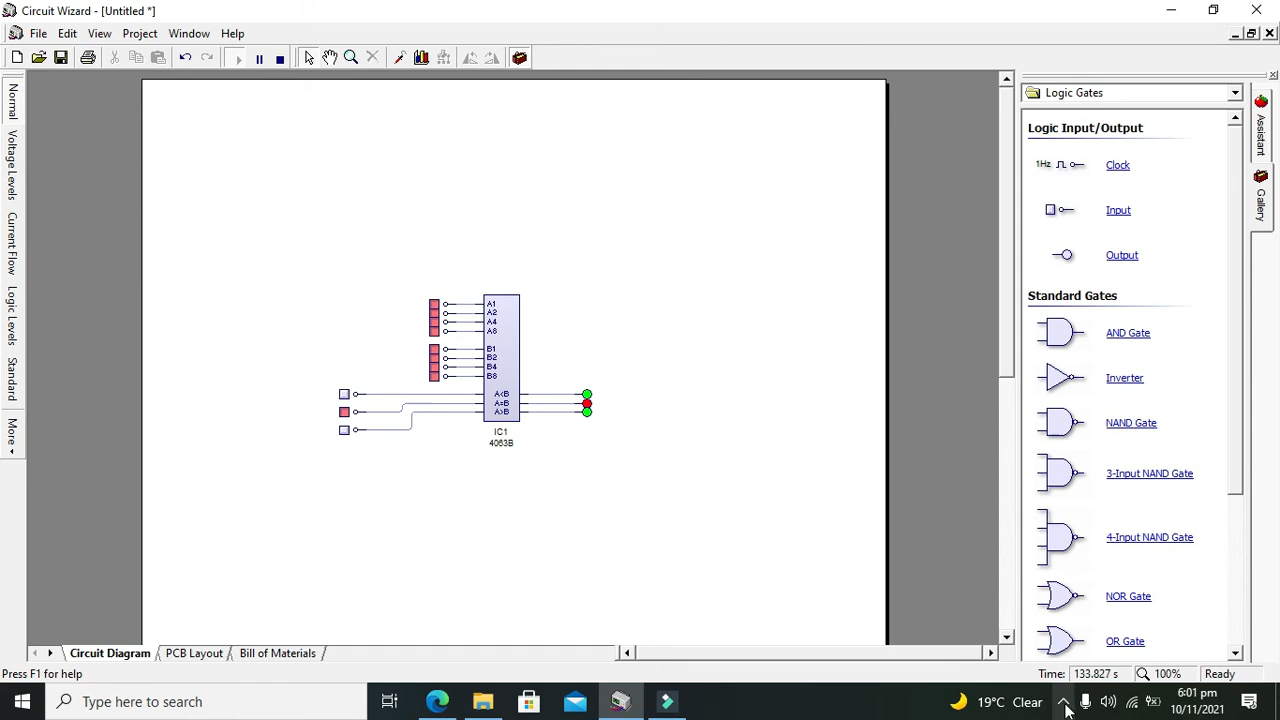 Circuit Wizard - [Untitled *]
File Edit View Project Window Help
Normal
Voltage Levels
Current Flow
Logic Levels
Standard
More
Logic Gates
Logic Input/Output
1Hz Clock
Input
Output
Standard Gates
AND Gate
Inverter
NAND Gate
3-Input NAND Gate
4-Input NAND Gate
NOR Gate
OR Gate
Assistant
Gallery
A1
A2
A4
A8
B1
B2
B4
B8
A<B
A=B
A>B
IC1
4063B
Circuit Diagram PCB Layout Bill of Materials
Press F1 for help
Time: 133.827 s 100% Ready
Type here to search
19°C Clear
6:01 pm
10/11/2021